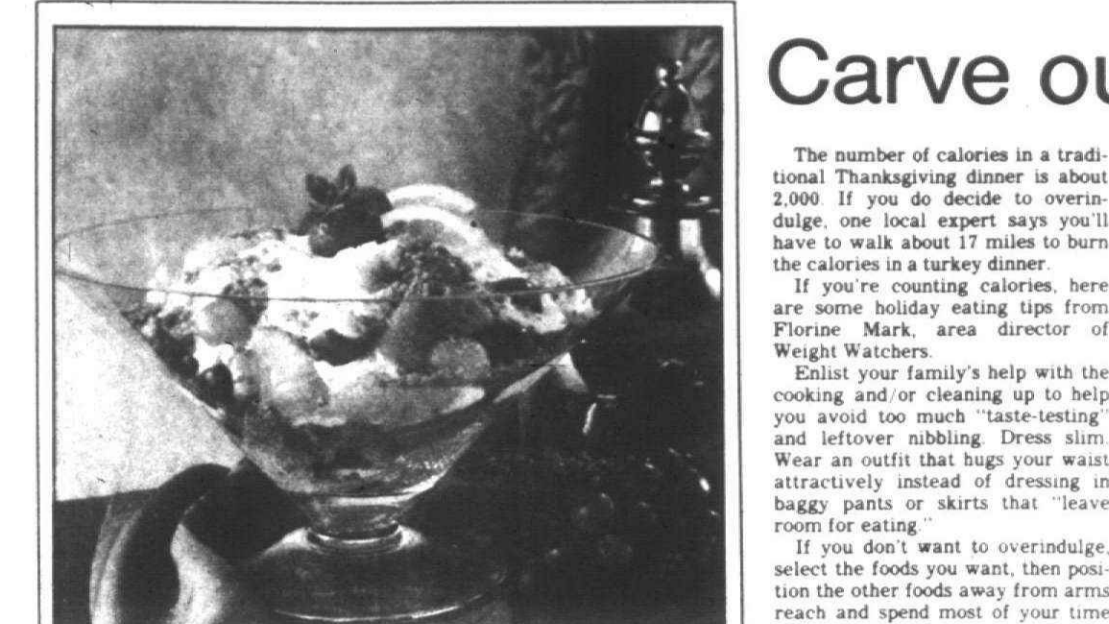 Carve ou
The number of calories in a tradi-
tional Thanksgiving dinner is about
2,000. If you do decide to overin-
dulge, one local expert says you'll
have to walk about 17 miles to burn
the calories in a turkey dinner.
If you're counting calories, here
are some holiday eating tips from
Florine Mark, area director of
Weight Watchers.
Enlist your family's help with the
cooking and/or cleaning up to help
you avoid too much "taste-testing"
and leftover nibbling. Dress slim.
Wear an outfit that hugs your waist
attractively instead of dressing in
baggy pants or skirts that "leave
room for eating."
If you don't want to overindulge,
select the foods you want, then posi-
tion the other foods away from arms
reach and spend most of your time